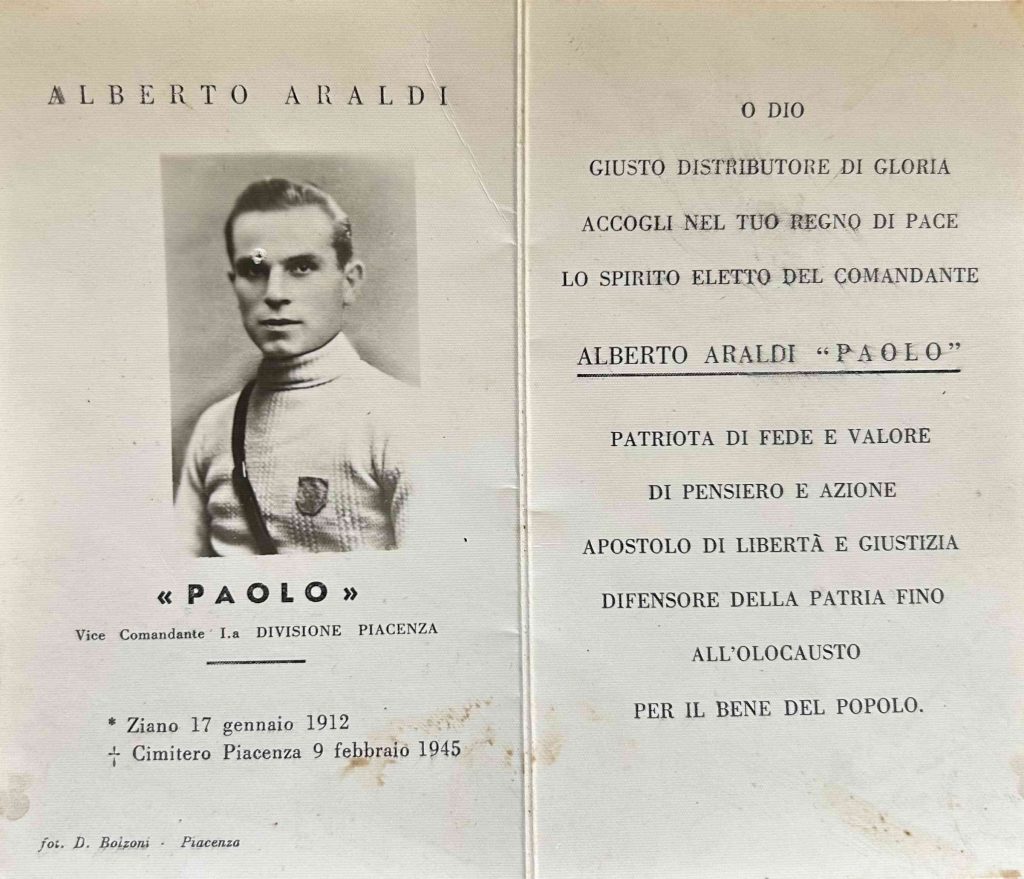 ALBERTO ARALDI
« PAOLO »
Vice Comandante I.a DIVISIONE PIACENZA
* Ziano 17 gennaio 1912
† Cimitero Piacenza 9 febbraio 1945
fot. D. Bolzoni - Piacenza
O DIO
GIUSTO DISTRIBUTORE DI GLORIA
ACCOGLI NEL TUO REGNO DI PACE
LO SPIRITO ELETTO DEL COMANDANTE
ALBERTO ARALDI “PAOLO”
PATRIOTA DI FEDE E VALORE
DI PENSIERO E AZIONE
APOSTOLO DI LIBERTÀ E GIUSTIZIA
DIFENSORE DELLA PATRIA FINO
ALL'OLOCAUSTO
PER IL BENE DEL POPOLO.